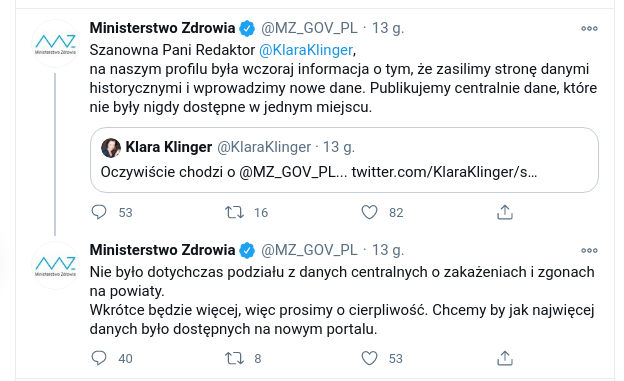 Ministerstwo Zdrowia @MZ_GOV_PL · 13 g.
Ministerstwo Zdrowia
Szanowna Pani Redaktor @KlaraKlinger,
na naszym profilu była wczoraj informacja o tym, że zasilimy stronę danymi
historycznymi i wprowadzimy nowe dane. Publikujemy centralnie dane, które
nie były nigdy dostępne w jednym miejscu.
Klara Klinger @KlaraKlinger · 13 g.
Oczywiście chodzi o @MZ_GOV_PL... twitter.com/KlaraKlinger/s…
53 16 82
Ministerstwo Zdrowia @MZ_GOV_PL · 13 g.
Ministerstwo Zdrowia
Nie było dotychczas podziału z danych centralnych o zakażeniach i zgonach
na powiaty.
Wkrótce będzie więcej, więc prosimy o cierpliwość. Chcemy by jak najwięcej
danych było dostępnych na nowym portalu.
40 8 53